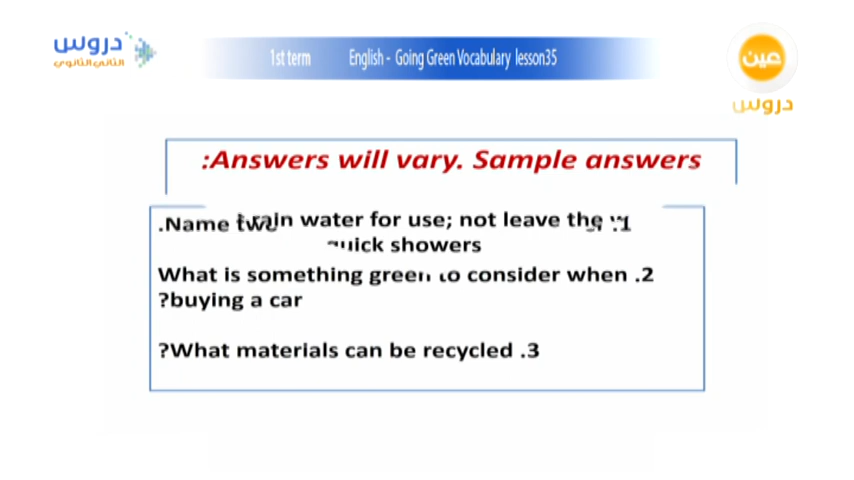 دروس
الثاني الثانوي
1st term English - Going Green Vocabulary lesson35
عين
دروس
:Answers will vary. Sample answers
.Name two rain water for use; not leave the .1
quick showers
What is something green to consider when .2
?buying a car
?What materials can be recycled .3